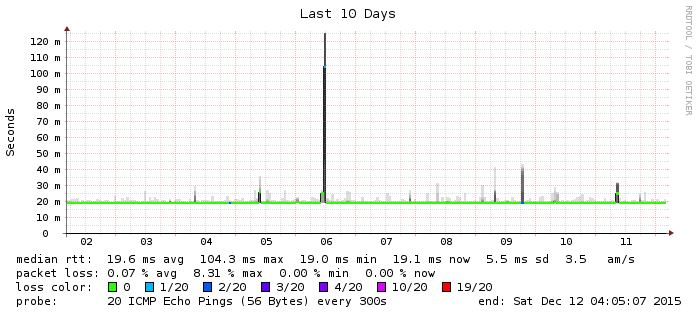 Last 10 Days
RRDTOOL / TOBI OETIKER
Seconds
120 m
110 m
100 m
90 m
80 m
70 m
60 m
50 m
40 m
30 m
20 m
10 m
0
02 03 04 05 06 07 08 09 10 11
median rtt: 19.6 ms avg 104.3 ms max 19.0 ms min 19.1 ms now 5.5 ms sd 3.5 am/s
packet loss: 0.07 % avg 8.31 % max 0.00 % min 0.00 % now
loss color: 0 1/20 2/20 3/20 4/20 10/20 19/20
probe: 20 ICMP Echo Pings (56 Bytes) every 300s end: Sat Dec 12 04:05:07 2015